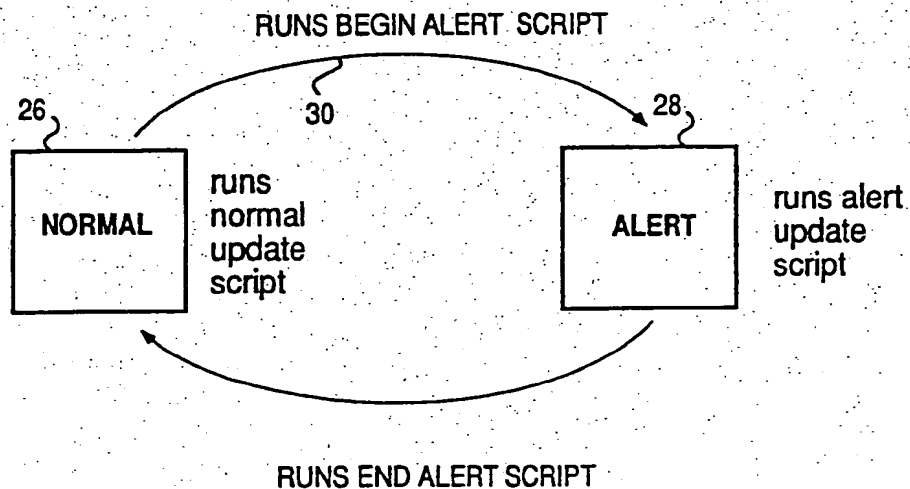 RUNS BEGIN ALERT SCRIPT
30
26
28
NORMAL
runs
normal
update
script
ALERT
runs alert
update
script
RUNS END ALERT SCRIPT